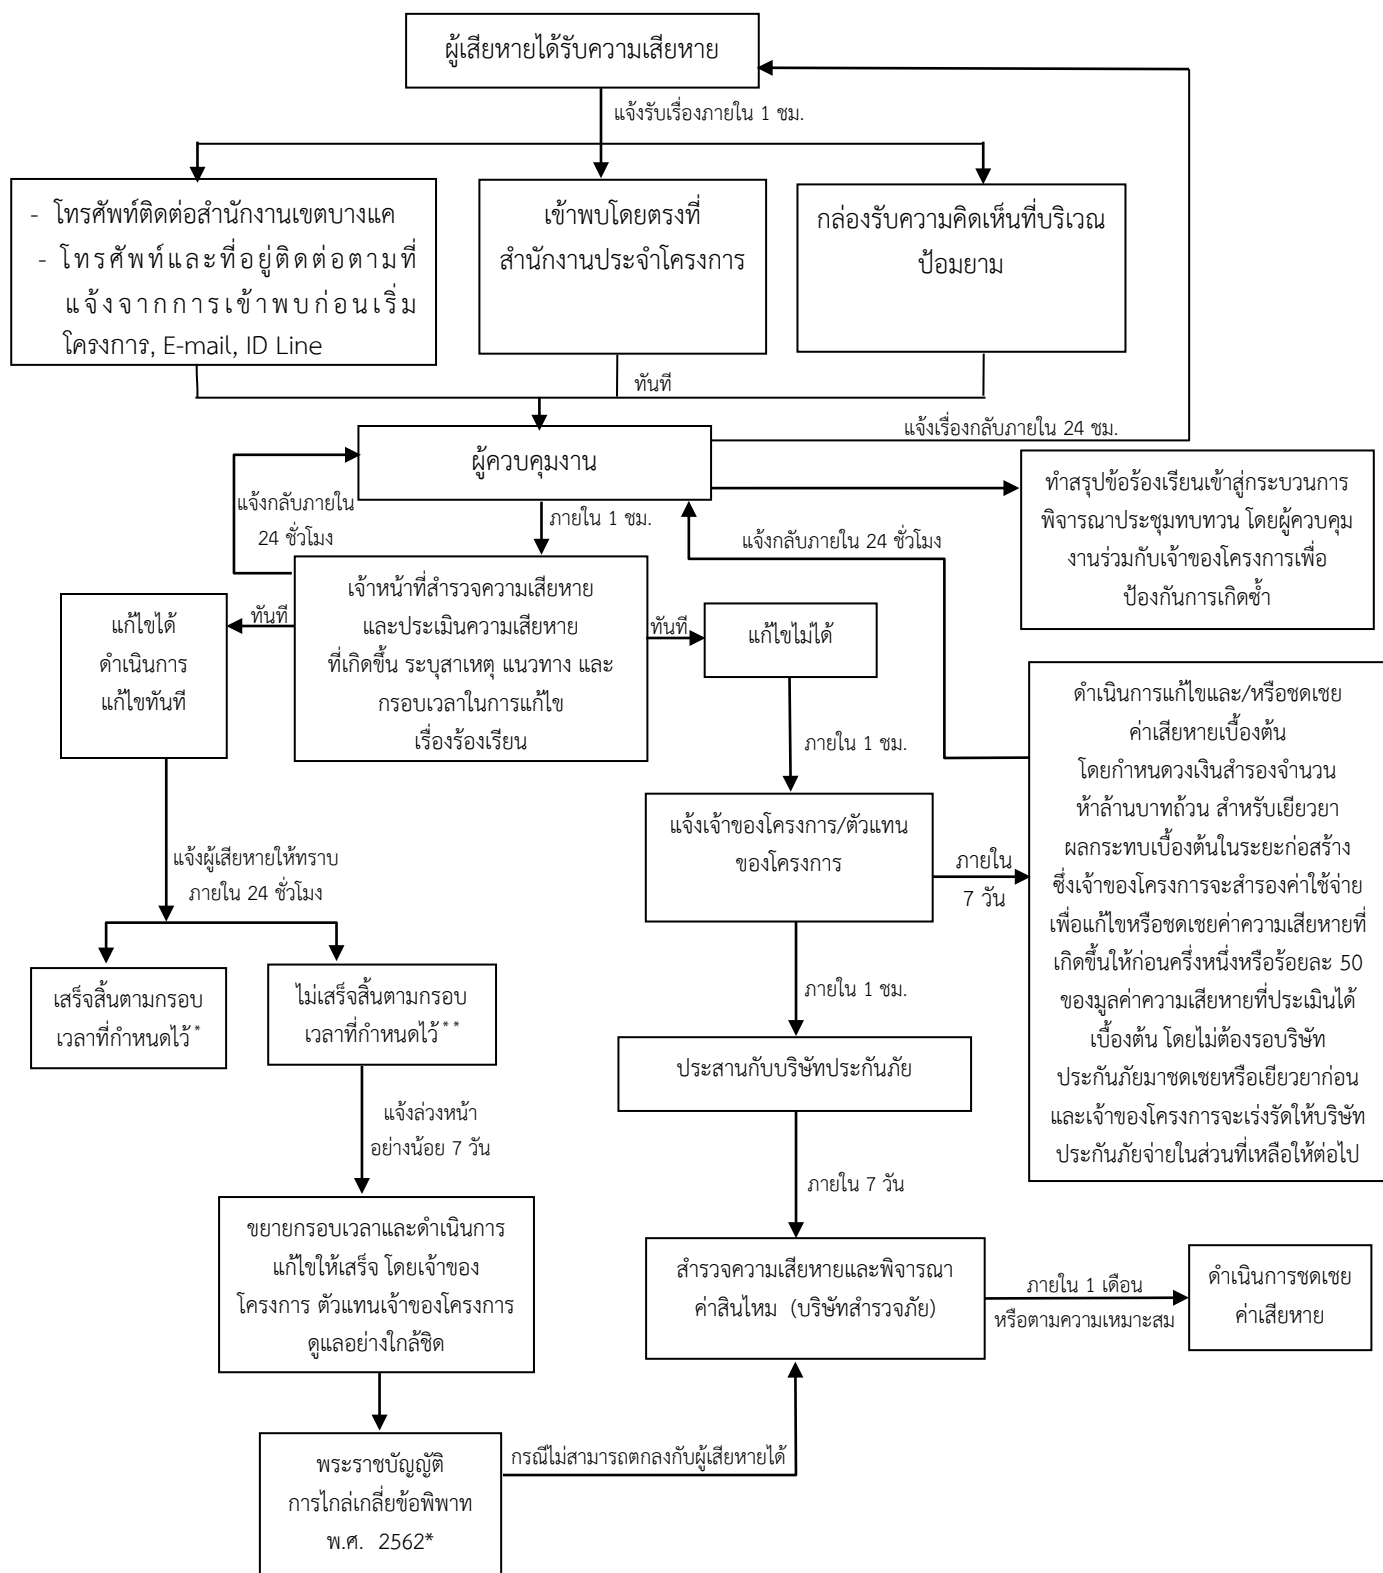 ผู้เสียหายได้รับความเสียหาย
แจ้งรับเรื่องภายใน 1 ชม.
- โทรศัพท์ติดต่อสำนักงานเขตบางแค
- โทรศัพท์และที่อยู่ติดต่อตามที่
แจ้งจากการเข้าพบก่อนเริ่ม
โครงการ, E-mail, ID Line
เข้าพบโดยตรงที่
สำนักงานประจำโครงการ
กล่องรับความคิดเห็นที่บริเวณ
ป้อมยาม
ทันที
ผู้ควบคุมงาน
แจ้งเรื่องกลับภายใน 24 ชม.
ทำสรุปข้อร้องเรียนเข้าสู่กระบวนการ
พิจารณาประชุมทบทวน โดยผู้ควบคุม
งานร่วมกับเจ้าของโครงการเพื่อ
ป้องกันการเกิดซ้ำ
แจ้งกลับภายใน
24 ชั่วโมง
ภายใน 1 ชม.
แจ้งกลับภายใน 24 ชั่วโมง
เจ้าหน้าที่สำรวจความเสียหาย
และประเมินความเสียหาย
ที่เกิดขึ้น ระบุสาเหตุ แนวทาง และ
กรอบเวลาในการแก้ไข
เรื่องร้องเรียน
ทันที
แก้ไขได้
ดำเนินการ
แก้ไขทันที
ทันที
แก้ไขไม่ได้
ภายใน 1 ชม.
แจ้งเจ้าของโครงการ/ตัวแทน
ของโครงการ
ภายใน
7 วัน
ดำเนินการแก้ไขและ/หรือชดเชย
ค่าเสียหายเบื้องต้น
โดยกำหนดวงเงินสำรองจำนวน
ห้าล้านบาทถ้วน สำหรับเยียวยา
ผลกระทบเบื้องต้นในระยะก่อสร้าง
ซึ่งเจ้าของโครงการจะสำรองค่าใช้จ่าย
เพื่อแก้ไขหรือชดเชยค่าความเสียหายที่
เกิดขึ้นให้ก่อนครึ่งหนึ่งหรือร้อยละ 50
ของมูลค่าความเสียหายที่ประเมินได้
เบื้องต้น โดยไม่ต้องรอบริษัท
ประกันภัยมาชดเชยหรือเยียวยาก่อน
และเจ้าของโครงการจะเร่งรัดให้บริษัท
ประกันภัยจ่ายในส่วนที่เหลือให้ต่อไป
แจ้งผู้เสียหายให้ทราบ
ภายใน 24 ชั่วโมง
เสร็จสิ้นตามกรอบ
เวลาที่กำหนดไว้*
ไม่เสร็จสิ้นตามกรอบ
เวลาที่กำหนดไว้**
ภายใน 1 ชม.
ประสานกับบริษัทประกันภัย
แจ้งล่วงหน้า
อย่างน้อย 7 วัน
ภายใน 7 วัน
ขยายกรอบเวลาและดำเนินการ
แก้ไขให้เสร็จ โดยเจ้าของ
โครงการ ตัวแทนเจ้าของโครงการ
ดูแลอย่างใกล้ชิด
สำรวจความเสียหายและพิจารณา
ค่าสินไหม (บริษัทสำรวจภัย)
ภายใน 1 เดือน
หรือตามความเหมาะสม
ดำเนินการชดเชย
ค่าเสียหาย
พระราชบัญญัติ
การไกล่เกลี่ยข้อพิพาท
พ.ศ. 2562*
กรณีไม่สามารถตกลงกับผู้เสียหายได้